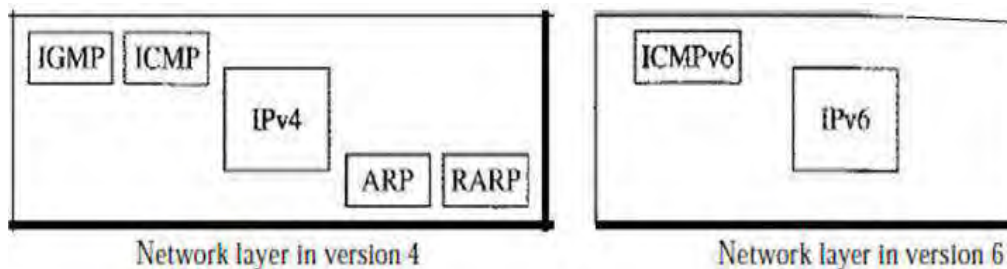 IGMP ICMP
IPv4
ARP RARP
Network layer in version 4
ICMPv6
IPv6
Network layer in version 6